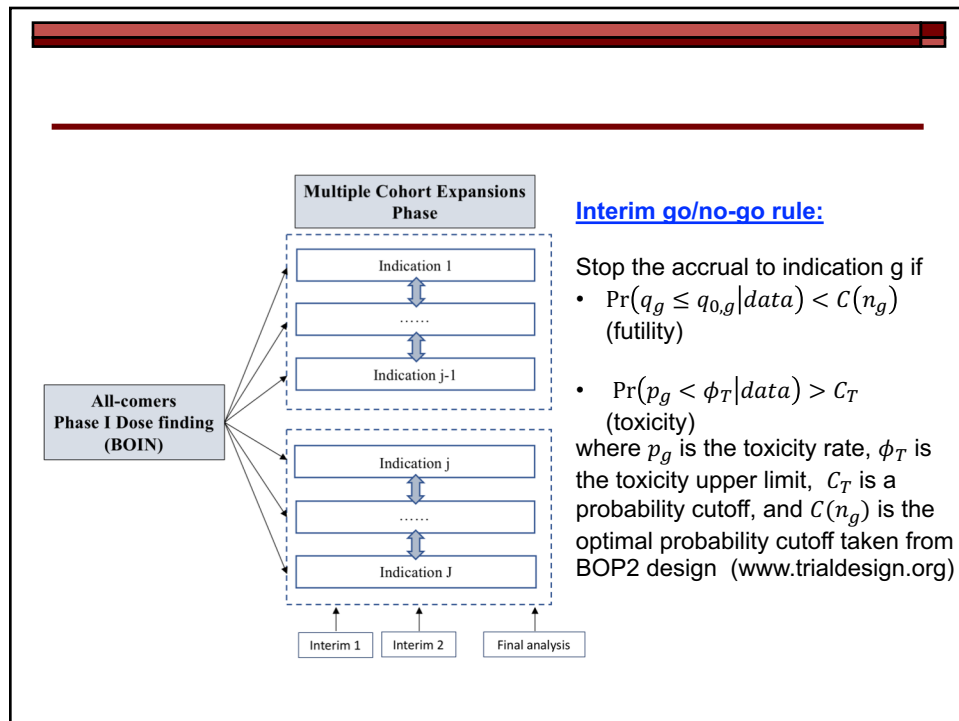 Multiple Cohort Expansions
Phase
Indication 1
......
Indication j-1
All-comers
Phase I Dose finding
(BOIN)
Indication j
......
Indication J
Interim 1
Interim 2
Final analysis
Interim go/no-go rule:
Stop the accrual to indication g if
• Pr(q_g ≤ q_{0,g}|data) < C(n_g)
(futility)
• Pr(p_g < ϕ_T|data) > C_T
(toxicity)
where p_g is the toxicity rate, ϕ_T is
the toxicity upper limit, C_T is a
probability cutoff, and C(n_g) is the
optimal probability cutoff taken from
BOP2 design (www.trialdesign.org)